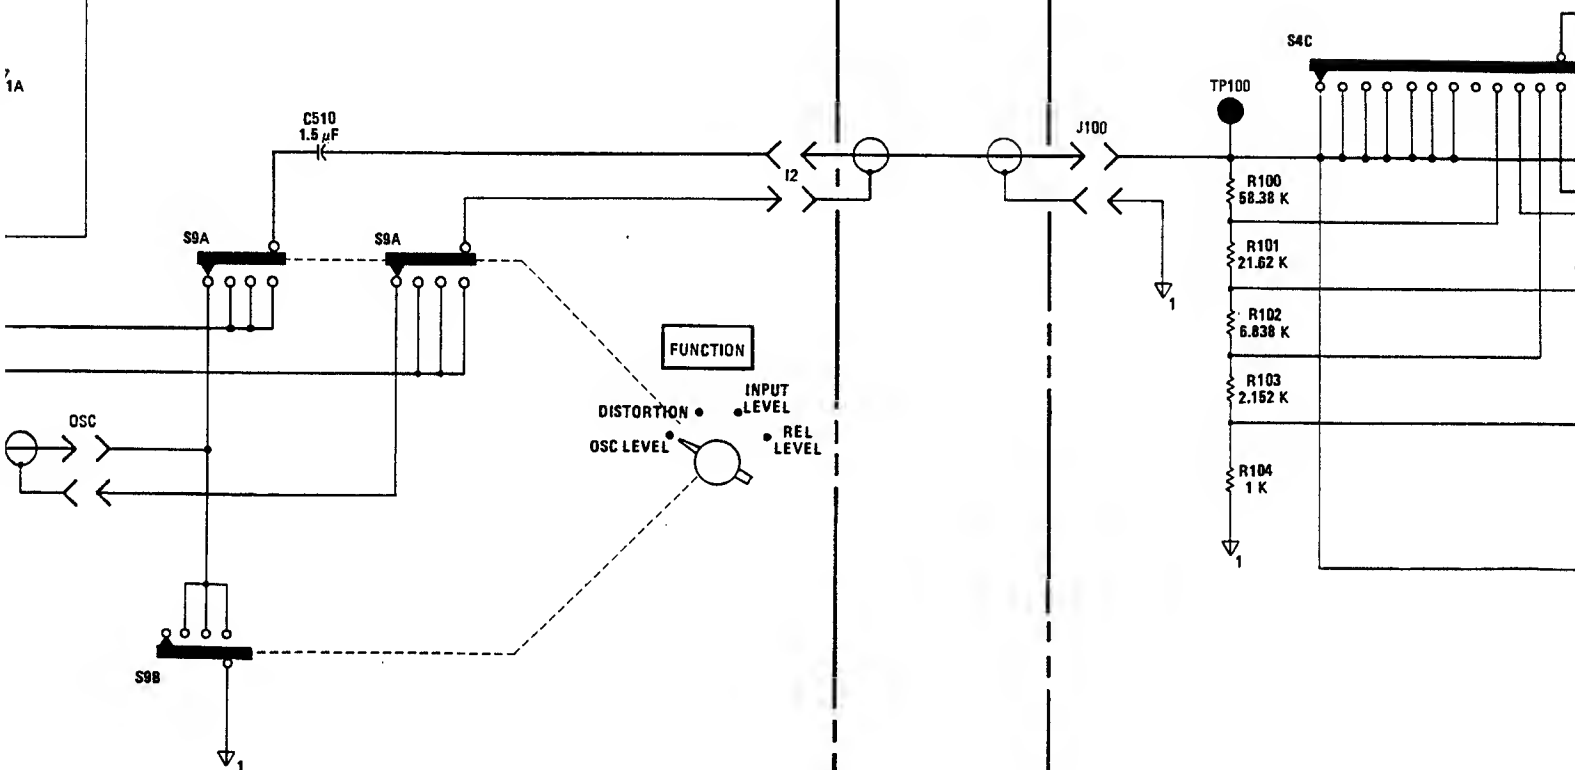 1A
C510
1.5 µF
S9A
S9A
OSC
S9B
1
FUNCTION
DISTORTION
INPUT
LEVEL
OSC LEVEL
REL
LEVEL
J100
1
TP100
S4C
R100
58.38 K
R101
21.62 K
R102
6.838 K
R103
2.152 K
R104
1 K
1